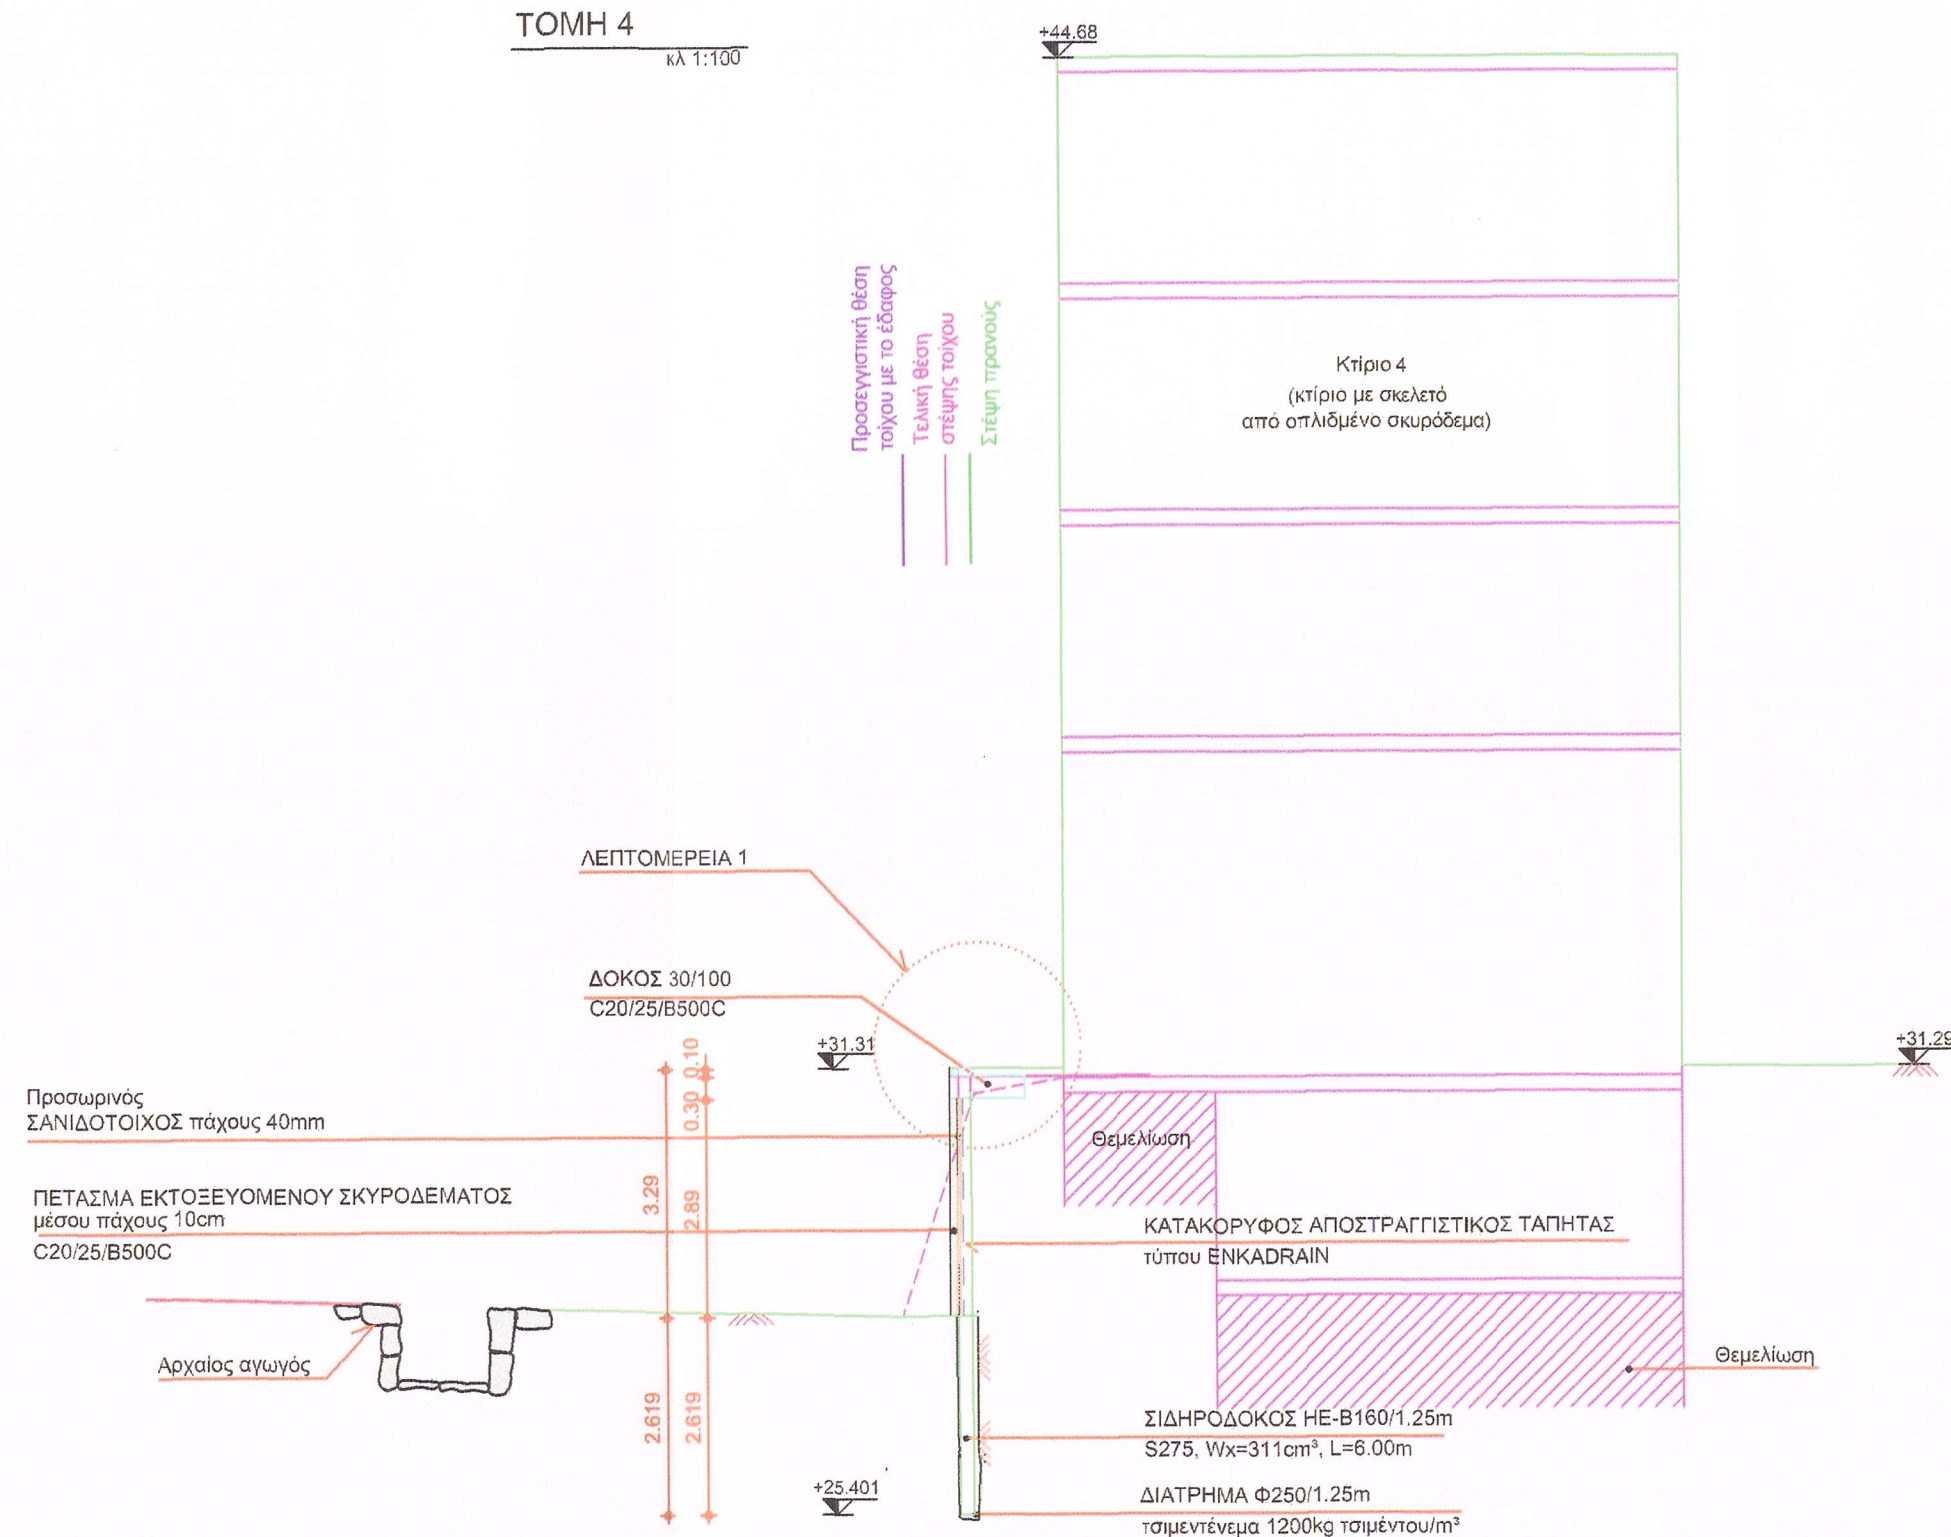 ΤΟΜΗ 4
κλ 1:100
+44.68
Προσεγγιστική θέση
τοίχου με το έδαφος
Τελική θέση
στέψης τοίχου
Στέψη πρανούς
Κτίριο 4
(κτίριο με σκελετό
από οπλιδμένο σκυρόδεμα)
ΛΕΠΤΟΜΕΡΕΙΑ 1
ΔΟΚΟΣ 30/100
C20/25/B500C
+31.31
+31.29
0.10
0.30
Προσωρινός
ΣΑΝΙΔΟΤΟΙΧΟΣ πάχους 40mm
Θεμελίωση
3.29
2.89
ΠΕΤΑΣΜΑ ΕΚΤΟΞΕΥΟΜΕΝΟΥ ΣΚΥΡΟΔΕΜΑΤΟΣ
μέσου πάχους 10cm
C20/25/B500C
ΚΑΤΑΚΟΡΥΦΟΣ ΑΠΟΣΤΡΑΓΓΙΣΤΙΚΟΣ ΤΑΠΗΤΑΣ
τύπου ENKADRAIN
Αρχαίος αγωγός
Θεμελίωση
2.619
2.619
ΣΙΔΗΡΟΔΟΚΟΣ HE-B160/1.25m
S275, Wx=311cm³, L=6.00m
+25.401
ΔΙΑΤΡΗΜΑ Φ250/1.25m
τσιμεντένεμα 1200kg τσιμέντου/m³